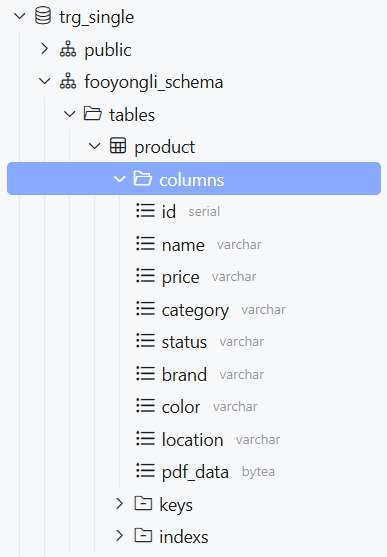 trg_single
public
fooyongli_schema
tables
product
columns
id serial
name varchar
price varchar
category varchar
status varchar
brand varchar
color varchar
location varchar
pdf_data bytea
keys
indexs